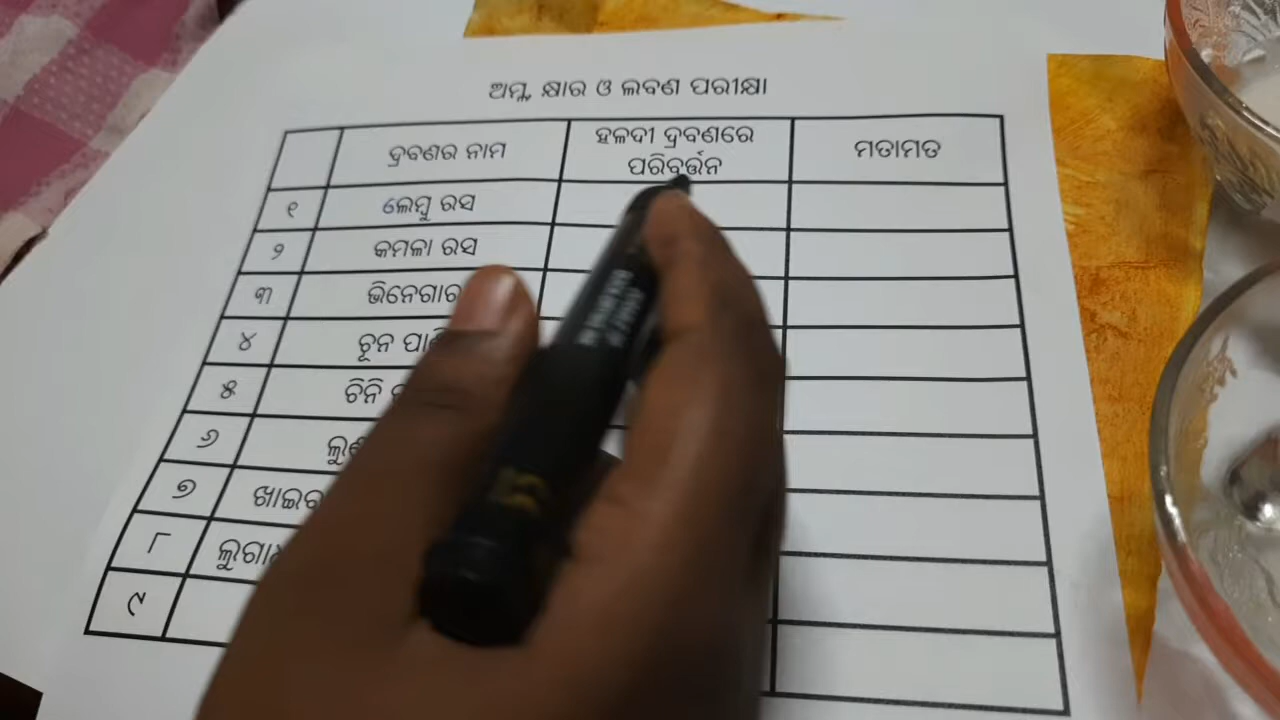 ଅମ୍ଳ, କ୍ଷାର ଓ ଲବଣ ପରୀକ୍ଷା
ଦ୍ରବଣର ନାମ
ହଳଦୀ ଦ୍ରବଣରେ
ପରିବର୍ତ୍ତନ
ମତାମତ
୧ ଲେମ୍ବୁ ରସ
୨ କମଳା ରସ
୩ ଭିନେଗାର
୪ ଚୂନ
୫ ଚିନି
୬
୭
୮
୯